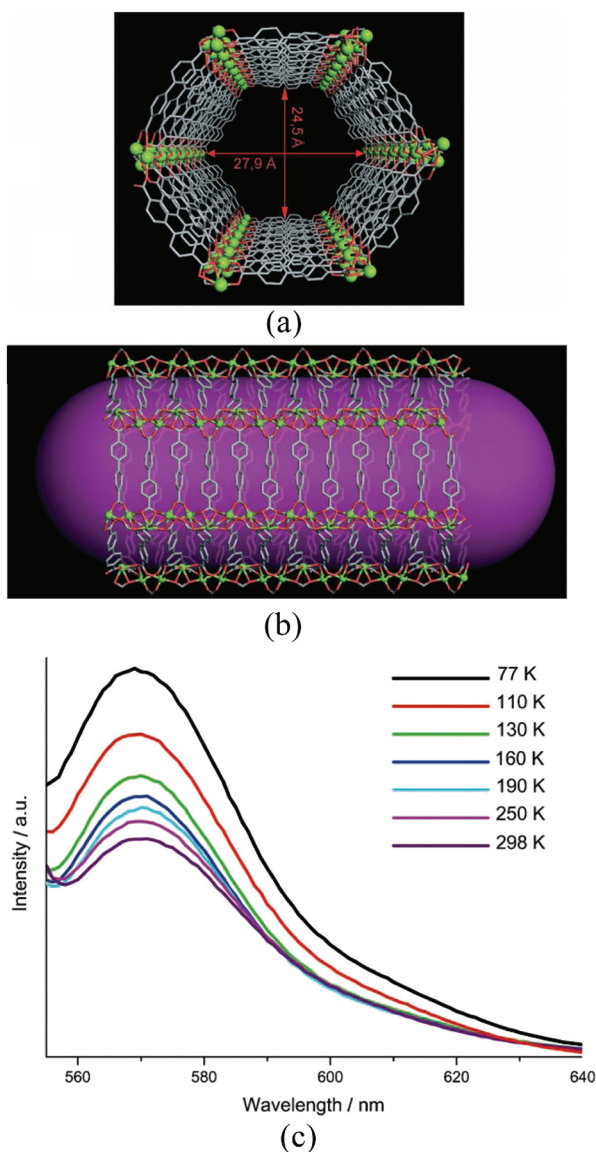 24,5 Å
27,9 Å
(a)
(b)
77 K
110 K
130 K
160 K
190 K
250 K
298 K
Intensity / a.u.
560
580
600
620
640
Wavelength / nm
(c)